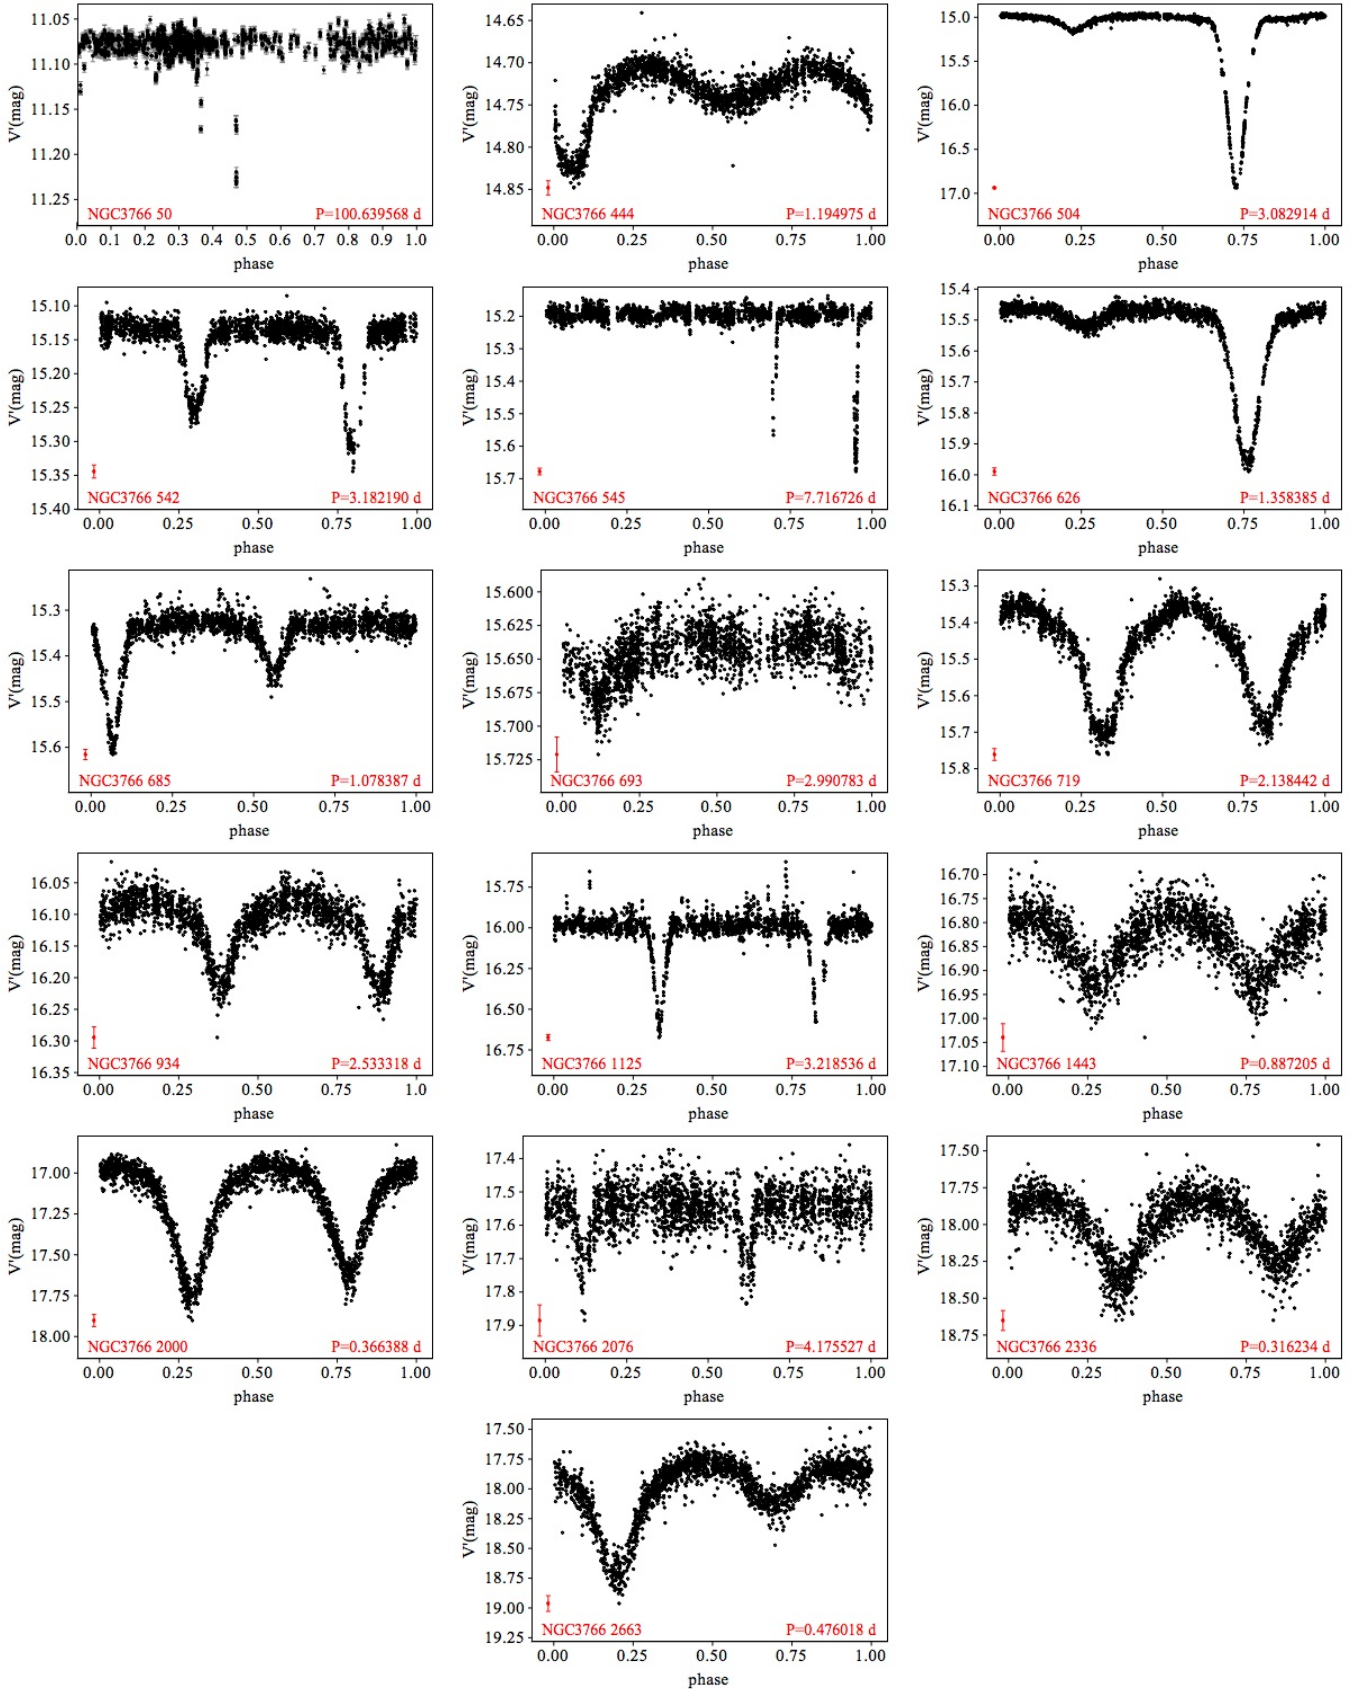 11.05
11.10
11.15
11.20
11.25
V'(mag)
NGC3766 50 P=100.639568 d
0.0 0.1 0.2 0.3 0.4 0.5 0.6 0.7 0.8 0.9 1.0
phase
14.65
14.70
14.75
14.80
14.85
V'(mag)
NGC3766 444 P=1.194975 d
0.00 0.25 0.50 0.75 1.00
phase
15.0
15.5
16.0
16.5
17.0
V'(mag)
NGC3766 504 P=3.082914 d
0.00 0.25 0.50 0.75 1.00
phase
15.10
15.15
15.20
15.25
15.30
15.35
15.40
V'(mag)
NGC3766 542 P=3.182190 d
0.00 0.25 0.50 0.75 1.00
phase
15.2
15.3
15.4
15.5
15.6
15.7
V'(mag)
NGC3766 545 P=7.716726 d
0.00 0.25 0.50 0.75 1.00
phase
15.4
15.5
15.6
15.7
15.8
15.9
16.0
16.1
V'(mag)
NGC3766 626 P=1.358385 d
0.00 0.25 0.50 0.75 1.00
phase
15.3
15.4
15.5
15.6
V'(mag)
NGC3766 685 P=1.078387 d
0.00 0.25 0.50 0.75 1.00
phase
15.600
15.625
15.650
15.675
15.700
15.725
V'(mag)
NGC3766 693 P=2.990783 d
0.00 0.25 0.50 0.75 1.00
phase
15.3
15.4
15.5
15.6
15.7
15.8
V'(mag)
NGC3766 719 P=2.138442 d
0.00 0.25 0.50 0.75 1.00
phase
16.05
16.10
16.15
16.20
16.25
16.30
16.35
V'(mag)
NGC3766 934 P=2.533318 d
0.00 0.25 0.50 0.75 1.00
phase
15.75
16.00
16.25
16.50
16.75
V'(mag)
NGC3766 1125 P=3.218536 d
0.00 0.25 0.50 0.75 1.00
phase
16.70
16.75
16.80
16.85
16.90
16.95
17.00
17.05
17.10
V'(mag)
NGC3766 1443 P=0.887205 d
0.00 0.25 0.50 0.75 1.00
phase
17.00
17.25
17.50
17.75
18.00
V'(mag)
NGC3766 2000 P=0.366388 d
0.00 0.25 0.50 0.75 1.00
phase
17.4
17.5
17.6
17.7
17.8
17.9
V'(mag)
NGC3766 2076 P=4.175527 d
0.00 0.25 0.50 0.75 1.00
phase
17.50
17.75
18.00
18.25
18.50
18.75
V'(mag)
NGC3766 2336 P=0.316234 d
0.00 0.25 0.50 0.75 1.00
phase
17.50
17.75
18.00
18.25
18.50
18.75
19.00
19.25
V'(mag)
NGC3766 2663 P=0.476018 d
0.00 0.25 0.50 0.75 1.00
phase